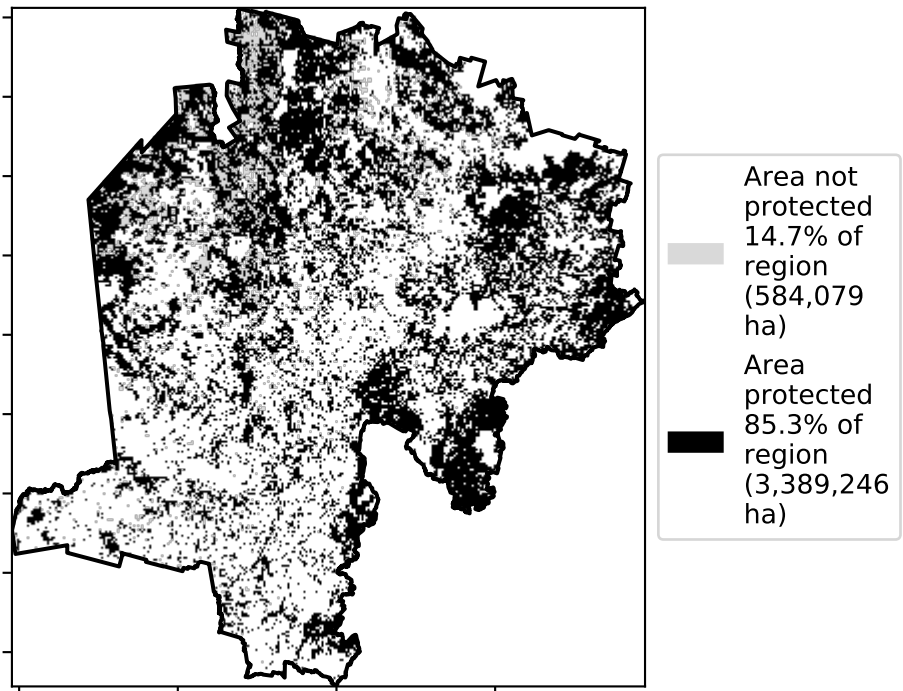 Area not
protected
14.7% of
region
(584,079
ha)
Area
protected
85.3% of
region
(3,389,246
ha)